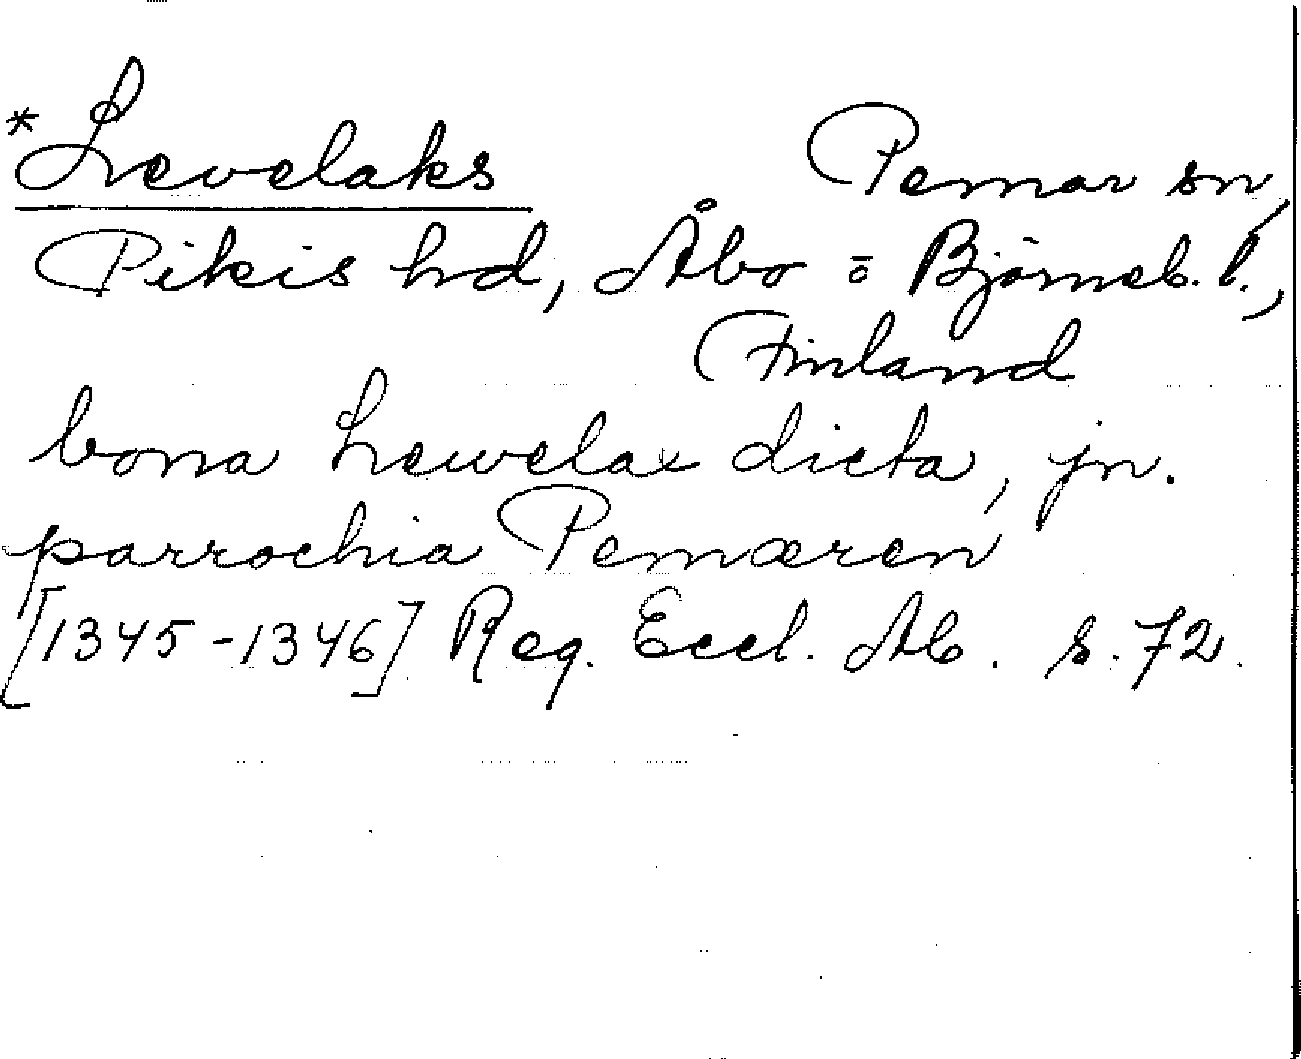 *Levelaks Pemar sn,
Pikis hd, Åbo = Björneb. l.,
Finland
bona Lewelax dicta, jn.
parrochia Pemæren
[1345-1346] Reg. Eccl. Ab. s. 72.